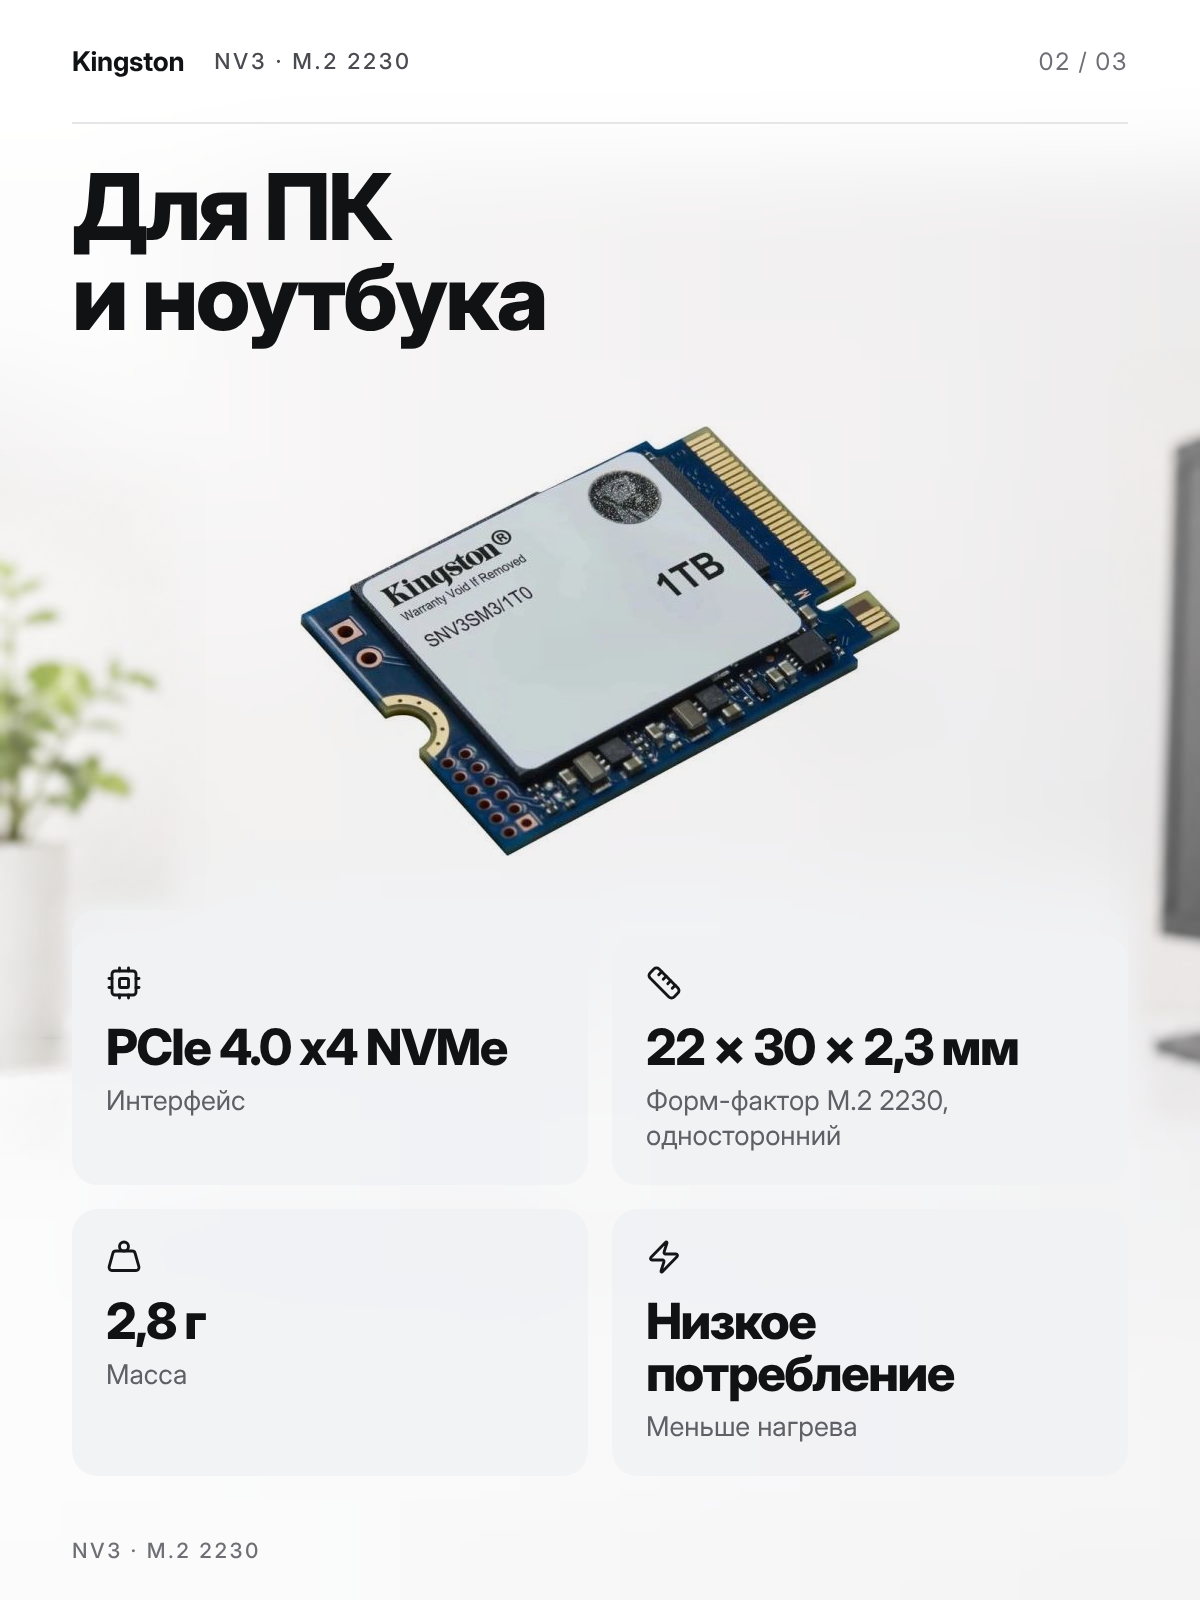 Kingston NV3 · M.2 2230 02 / 03
Для ПК
и ноутбука
Kingston®
Warranty Void If Removed
SNV3SM3/1T0
1TB
M
PCIe 4.0 x4 NVMe
Интерфейс
22 × 30 × 2,3 мм
Форм-фактор M.2 2230,
односторонний
2,8 г
Масса
Низкое
потребление
Меньше нагрева
NV3 · M.2 2230